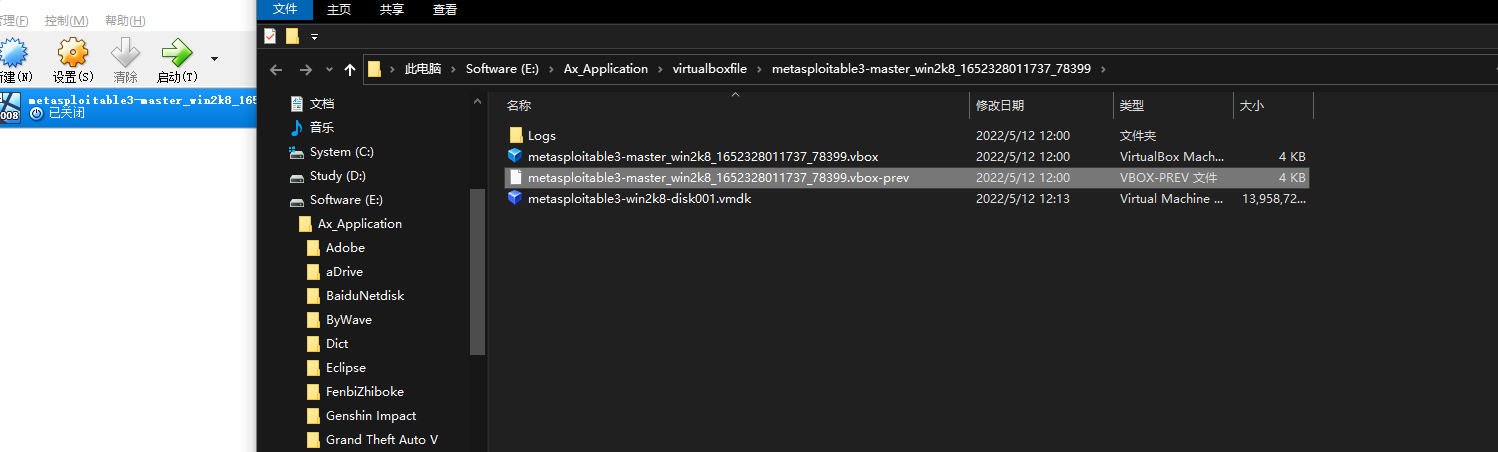 管理(F) 控制(M) 帮助(H)
新建(N) 设置(S) 清除 启动(T)
metasploitable3-master_win2k8_165
已关闭
008
文件 主页 共享 查看
此电脑 Software (E:) Ax_Application virtualboxfile metasploitable3-master_win2k8_1652328011737_78399
文档
音乐
System (C:)
Study (D:)
Software (E:)
Ax_Application
Adobe
aDrive
BaiduNetdisk
ByWave
Dict
Eclipse
FenbiZhiboke
Genshin Impact
Grand Theft Auto V
名称 修改日期 类型 大小
Logs 2022/5/12 12:00 文件夹
metasploitable3-master_win2k8_1652328011737_78399.vbox 2022/5/12 12:00 VirtualBox Mach... 4 KB
metasploitable3-master_win2k8_1652328011737_78399.vbox-prev 2022/5/12 12:00 VBOX-PREV 文件 4 KB
metasploitable3-win2k8-disk001.vmdk 2022/5/12 12:13 Virtual Machine ... 13,958,72...